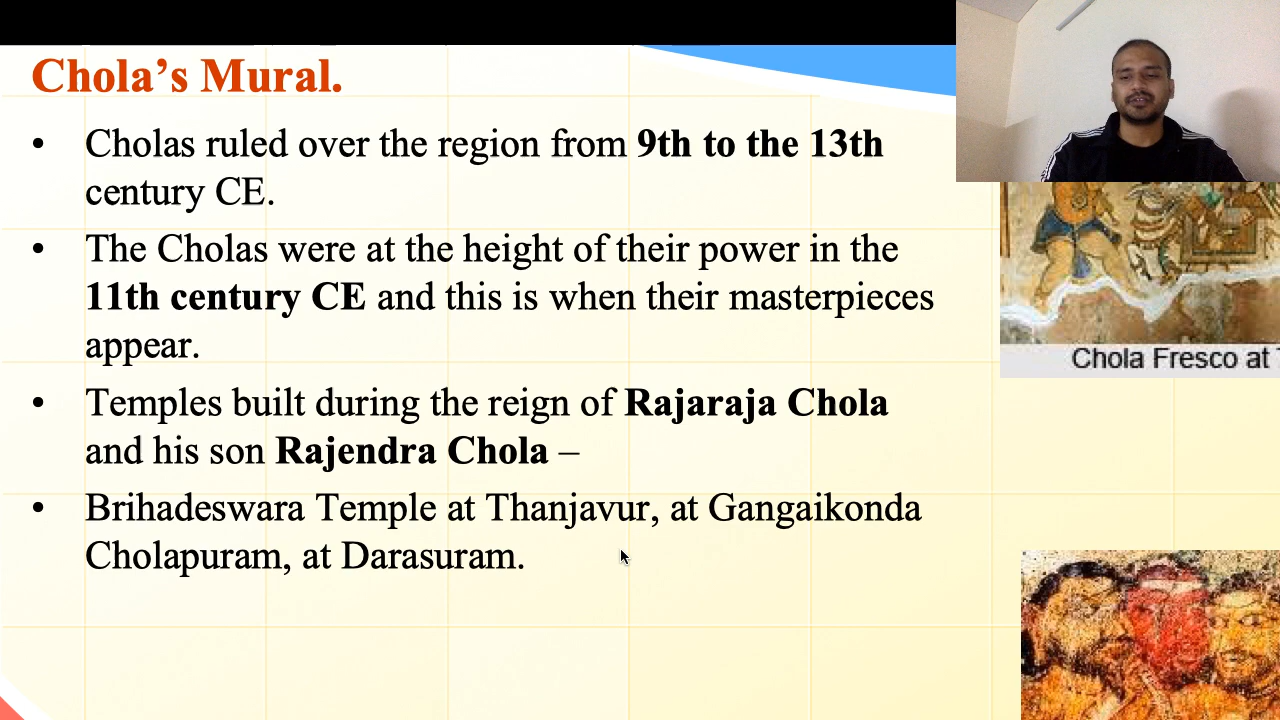 Chola’s Mural.
• Cholas ruled over the region from 9th to the 13th
century CE.
• The Cholas were at the height of their power in the
11th century CE and this is when their masterpieces
appear.
• Temples built during the reign of Rajaraja Chola
and his son Rajendra Chola –
• Brihadeswara Temple at Thanjavur, at Gangaikonda
Cholapuram, at Darasuram.
Chola Fresco at